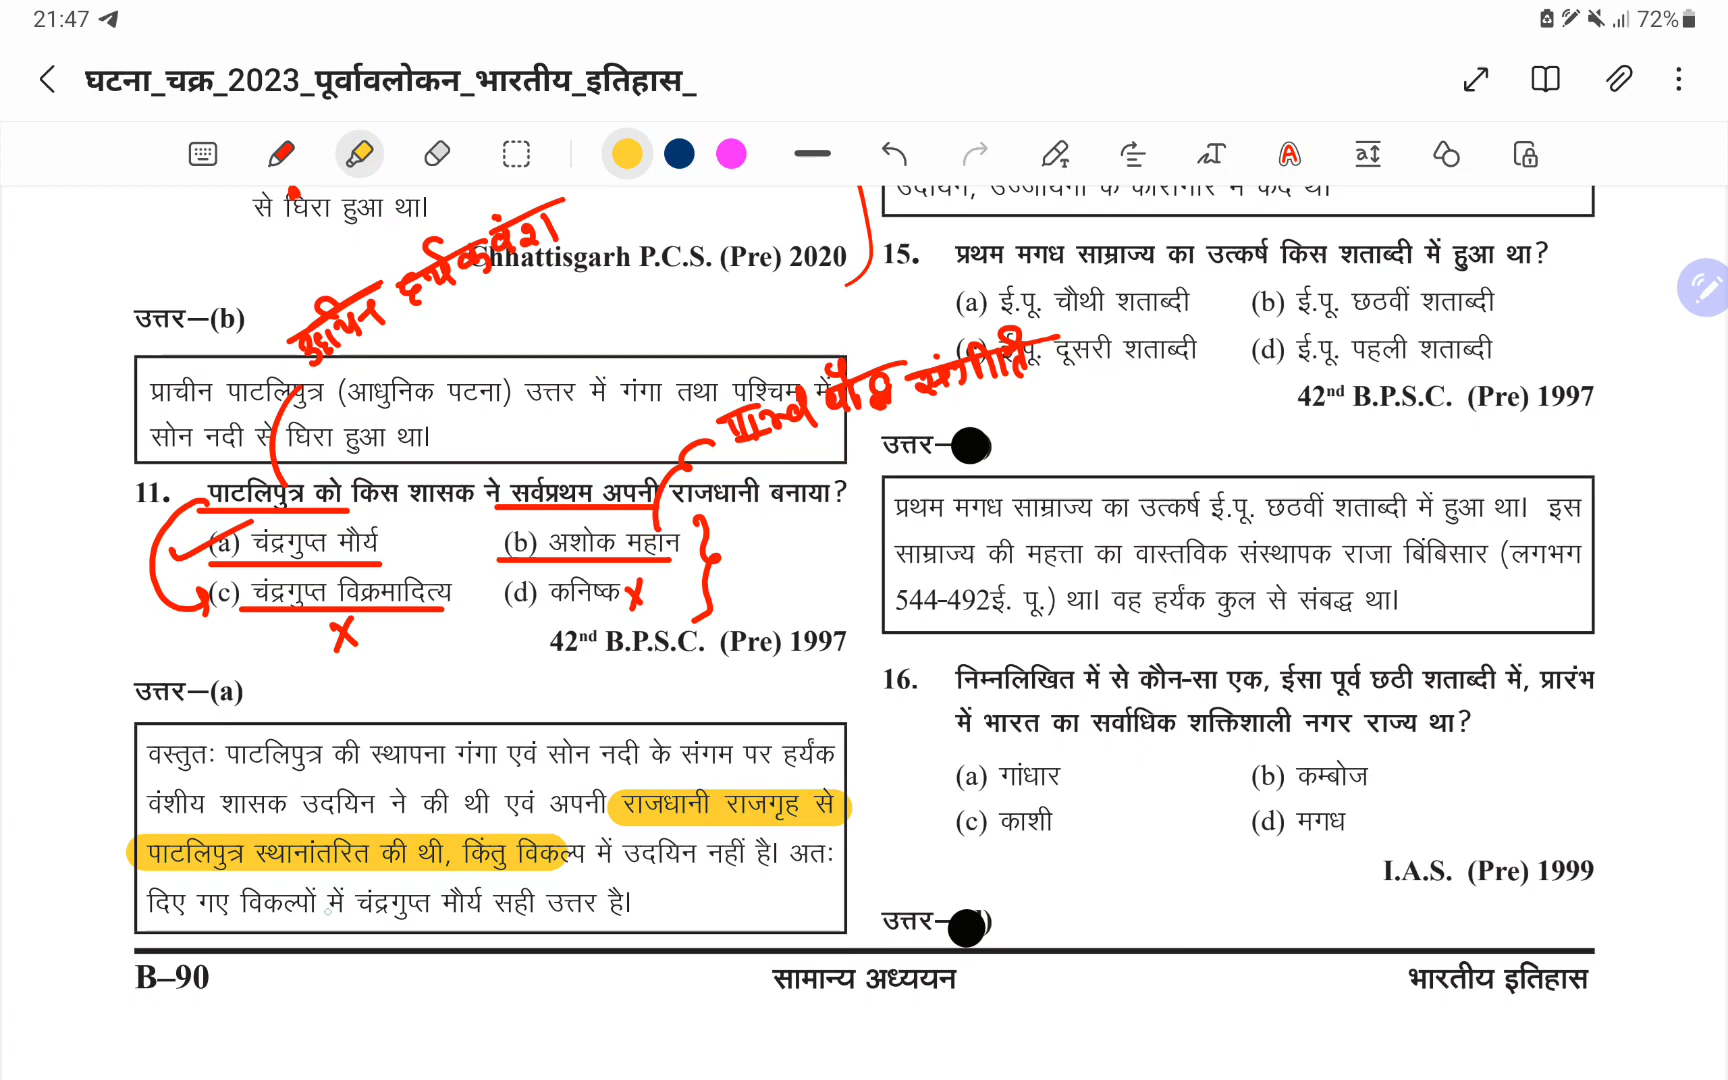 21:47
72%
घटना_चक्र_2023_पूर्वावलोकन_भारतीय_इतिहास_
से घिरा हुआ था।
Chhattisgarh P.C.S. (Pre) 2020
उदयिन हर्यक वंश
उत्तर–(b)
प्राचीन पाटलिपुत्र (आधुनिक पटना) उत्तर में गंगा तथा पश्चिम में
सोन नदी से घिरा हुआ था।
11. पाटलिपुत्र को किस शासक ने सर्वप्रथम अपनी राजधानी बनाया?
(a) चंद्रगुप्त मौर्य (b) अशोक महान
(c) चंद्रगुप्त विक्रमादित्य (d) कनिष्क
42nd B.P.S.C. (Pre) 1997
उत्तर–(a)
वस्तुतः पाटलिपुत्र की स्थापना गंगा एवं सोन नदी के संगम पर हर्यंक
वंशीय शासक उदयिन ने की थी एवं अपनी राजधानी राजगृह से
पाटलिपुत्र स्थानांतरित की थी, किंतु विकल्प में उदयिन नहीं है। अतः
दिए गए विकल्पों में चंद्रगुप्त मौर्य सही उत्तर है।
उदयिन, उज्जयिनी के कारागार में कैद था।
15. प्रथम मगध साम्राज्य का उत्कर्ष किस शताब्दी में हुआ था?
(a) ई.पू. चौथी शताब्दी (b) ई.पू. छठवीं शताब्दी
(c) ई.पू. दूसरी शताब्दी (d) ई.पू. पहली शताब्दी
बौद्ध संगीति
42nd B.P.S.C. (Pre) 1997
उत्तर–
प्रथम मगध साम्राज्य का उत्कर्ष ई.पू. छठवीं शताब्दी में हुआ था। इस
साम्राज्य की महत्ता का वास्तविक संस्थापक राजा बिंबिसार (लगभग
544-492ई. पू.) था। वह हर्यंक कुल से संबद्ध था।
16. निम्नलिखित में से कौन-सा एक, ईसा पूर्व छठी शताब्दी में, प्रारंभ
में भारत का सर्वाधिक शक्तिशाली नगर राज्य था?
(a) गांधार (b) कम्बोज
(c) काशी (d) मगध
I.A.S. (Pre) 1999
उत्तर–
B–90 सामान्य अध्ययन भारतीय इतिहास